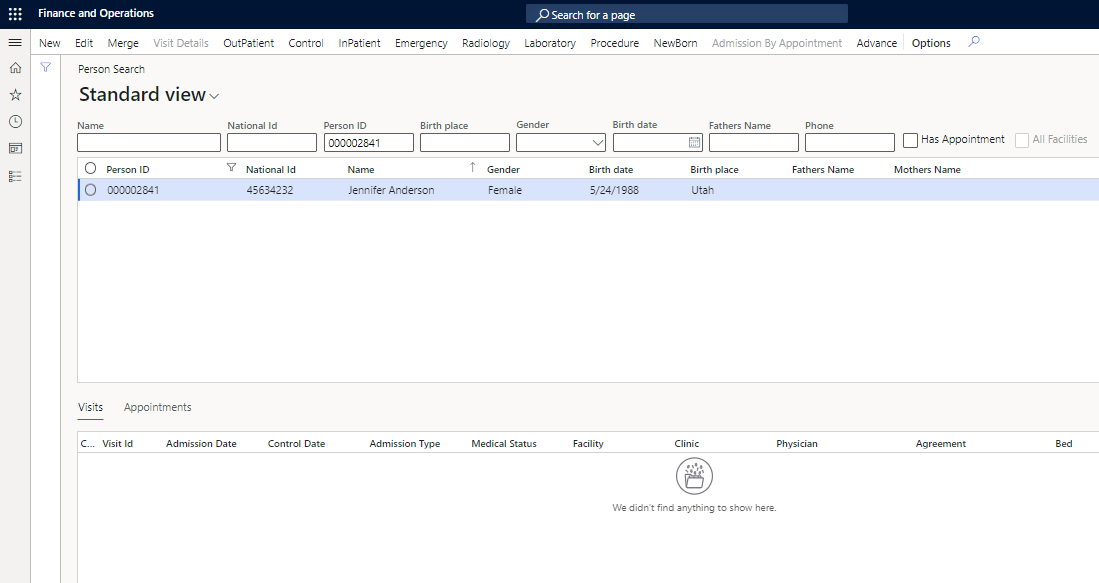 Finance and Operations
Search for a page
New Edit Merge Visit Details OutPatient Control InPatient Emergency Radiology Laboratory Procedure NewBorn Admission By Appointment Advance Options
Person Search
Standard view
Name National Id Person ID Birth place Gender Birth date Fathers Name Phone
000002841
Has Appointment All Facilities
Person ID National Id Name Gender Birth date Birth place Fathers Name Mothers Name
000002841 45634232 Jennifer Anderson Female 5/24/1988 Utah
Visits Appointments
C... Visit Id Admission Date Control Date Admission Type Medical Status Facility Clinic Physician Agreement Bed
We didn't find anything to show here.